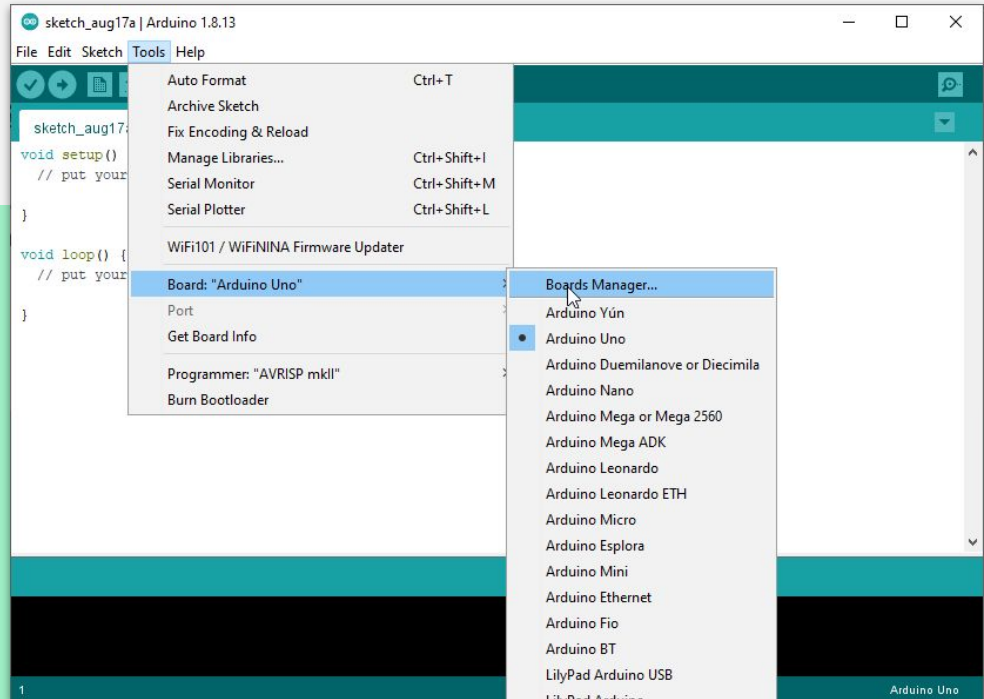 sketch_aug17a | Arduino 1.8.13
File Edit Sketch Tools Help
sketch_aug17a
void setup()
// put your
}
void loop() {
// put your
}
Auto Format Ctrl+T
Archive Sketch
Fix Encoding & Reload
Manage Libraries... Ctrl+Shift+I
Serial Monitor Ctrl+Shift+M
Serial Plotter Ctrl+Shift+L
WiFi101 / WiFiNINA Firmware Updater
Board: "Arduino Uno"
Port
Get Board Info
Programmer: "AVRISP mkII"
Burn Bootloader
Boards Manager...
Arduino Yún
Arduino Uno
Arduino Duemilanove or Diecimila
Arduino Nano
Arduino Mega or Mega 2560
Arduino Mega ADK
Arduino Leonardo
Arduino Leonardo ETH
Arduino Micro
Arduino Esplora
Arduino Mini
Arduino Ethernet
Arduino Fio
Arduino BT
LilyPad Arduino USB
LilyPad Arduino
1 Arduino Uno